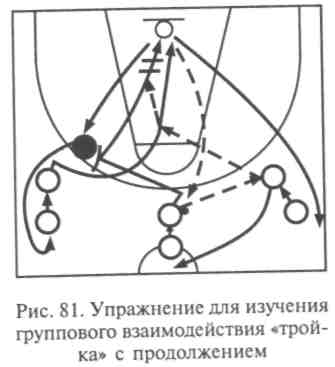 Рис. 81. Упражнение для изучения
группового взаимодействия «трой-
ка» с продолжением